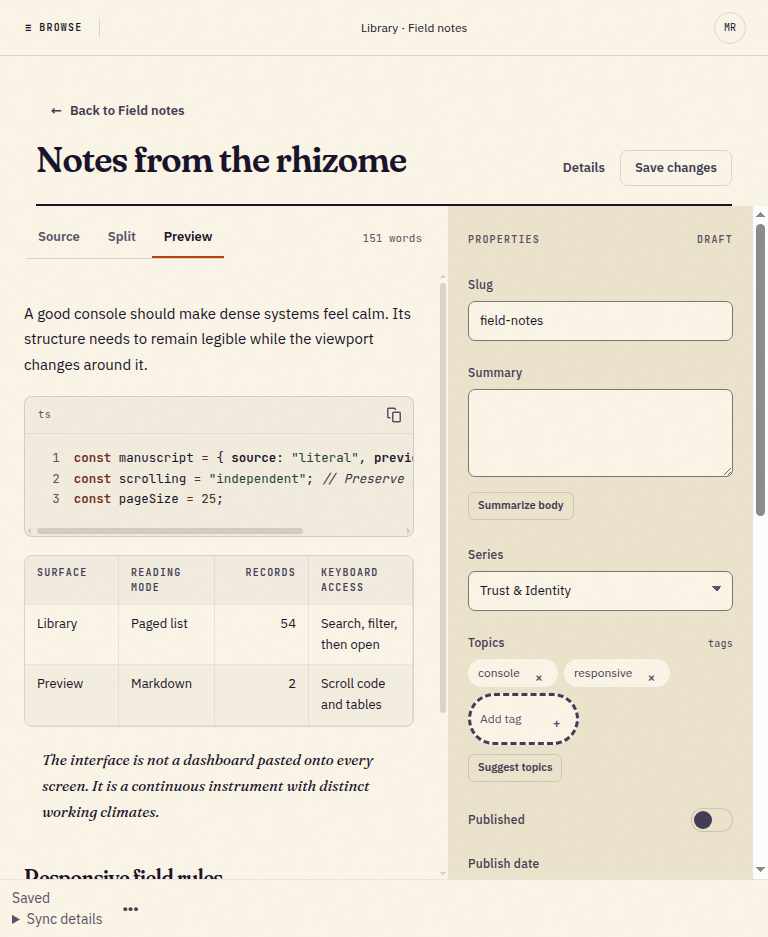 ≡ BROWSE
Library · Field notes
MR
← Back to Field notes
Notes from the rhizome
Details
Save changes
Source
Split
Preview
151 words
A good console should make dense systems feel calm. Its
structure needs to remain legible while the viewport
changes around it.
ts
1 const manuscript = { source: "literal", previ
2 const scrolling = "independent"; // Preserve
3 const pageSize = 25;
SURFACE
READING
MODE
RECORDS
KEYBOARD
ACCESS
Library
Paged list
54
Search, filter,
then open
Preview
Markdown
2
Scroll code
and tables
The interface is not a dashboard pasted onto every
screen. It is a continuous instrument with distinct
working climates.
Responsive field rules
PROPERTIES
DRAFT
Slug
field-notes
Summary
Summarize body
Series
Trust & Identity
Topics
tags
console ×
responsive ×
Add tag +
Suggest topics
Published
Publish date
Saved
▶ Sync details
•••